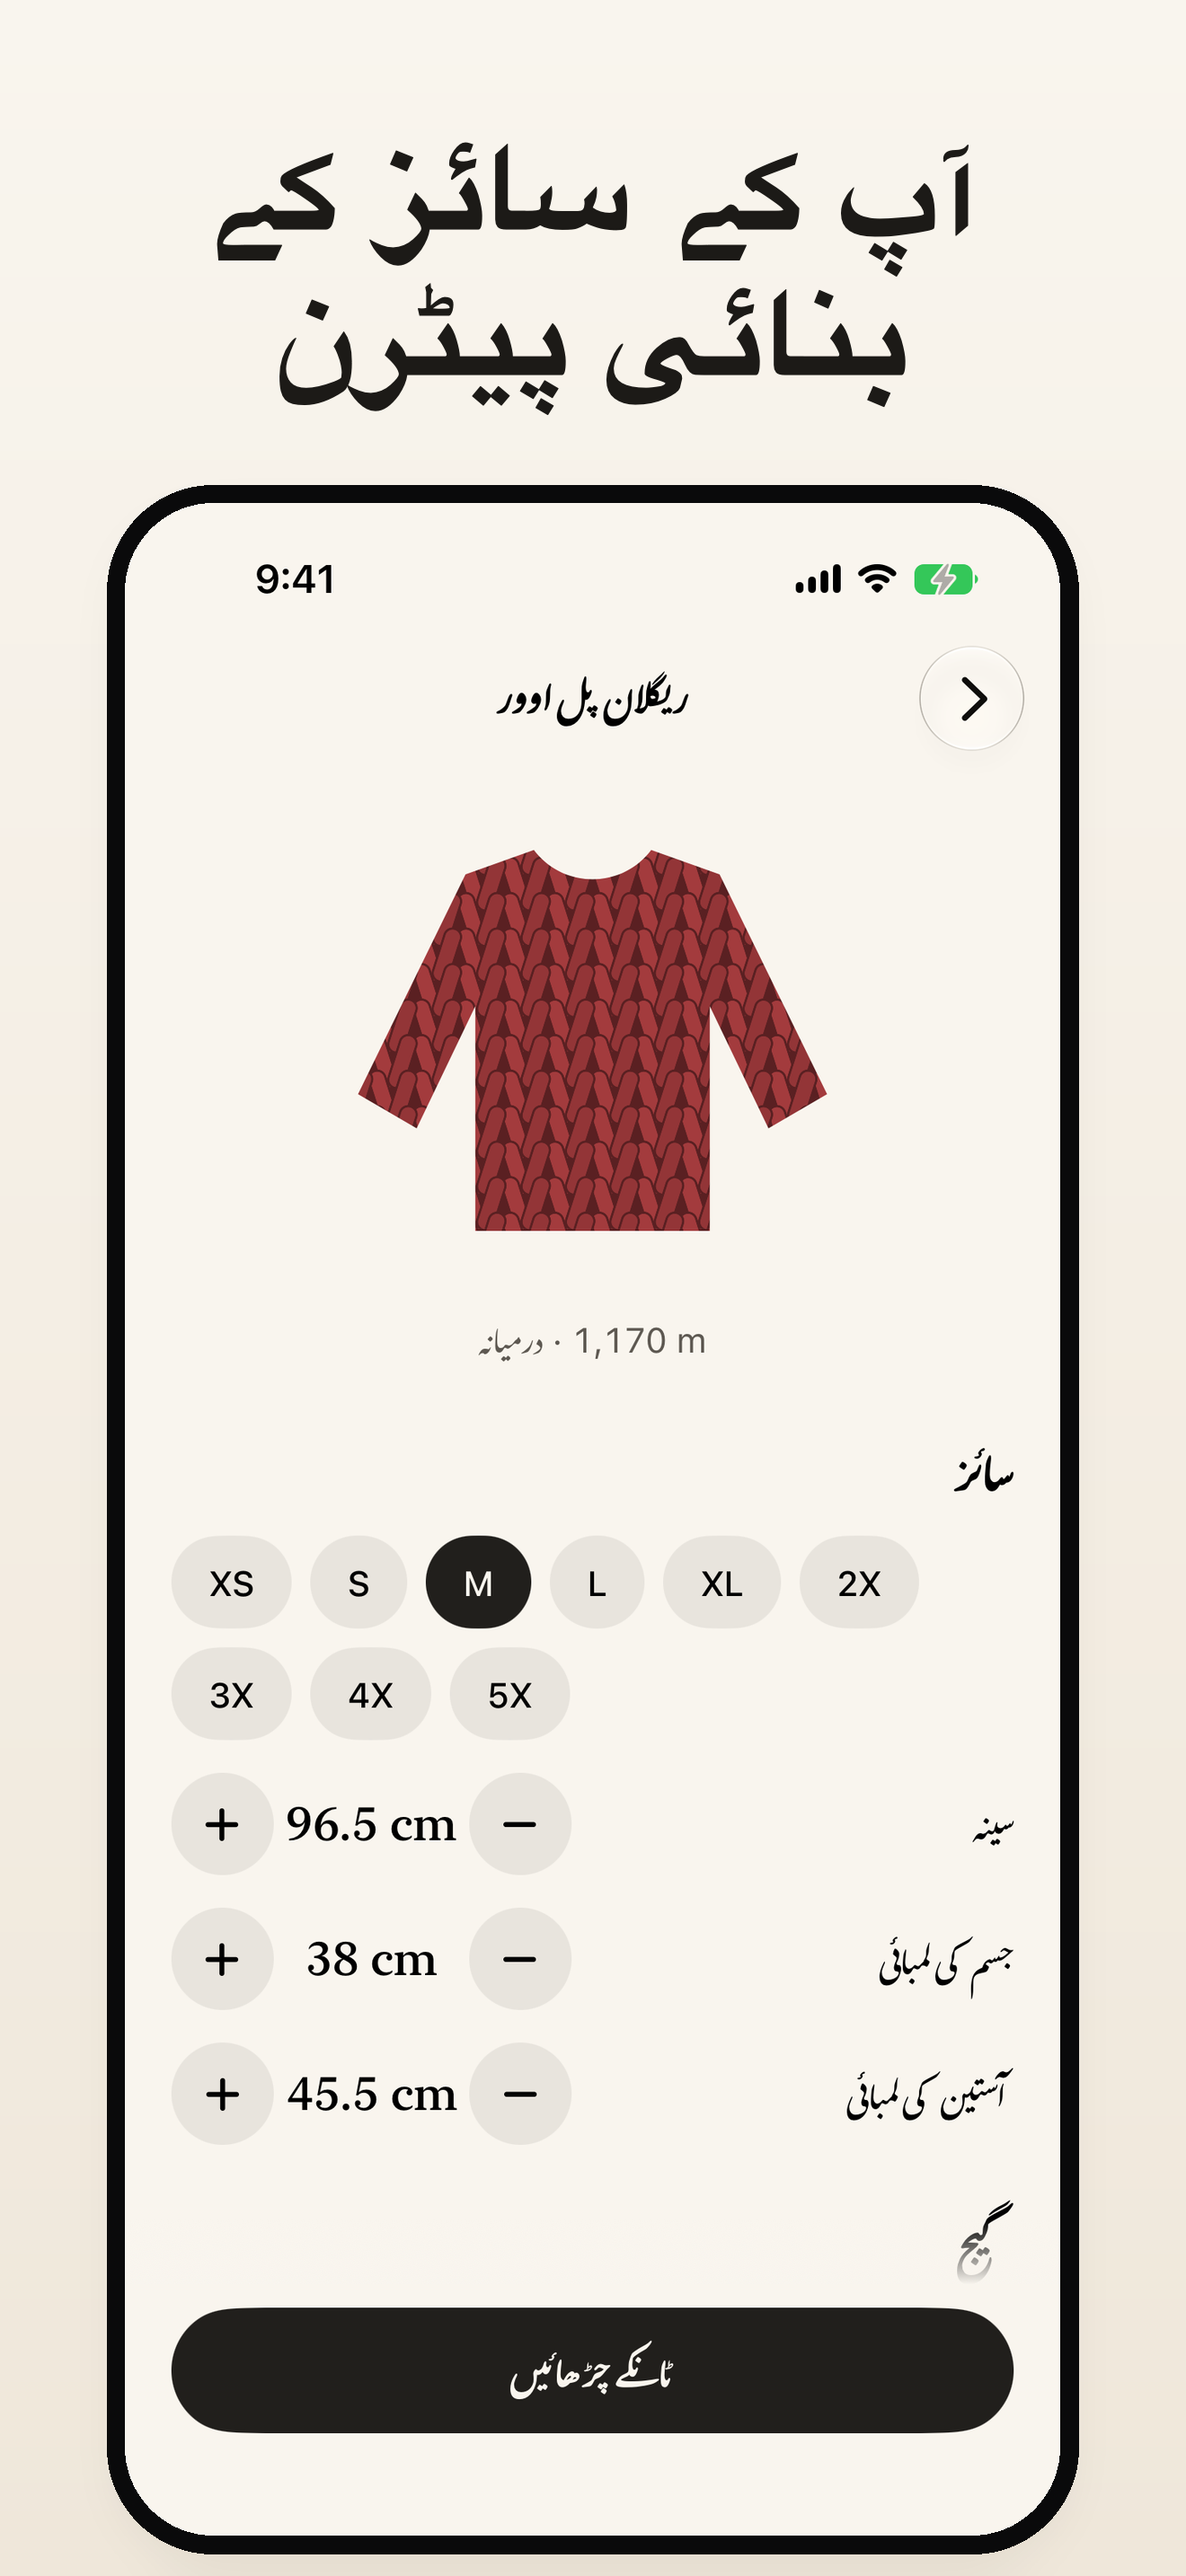 آپ کے سائز کے
بنائی پیٹرن
9:41
ریگلان پل اوور
1,170 m · درمیانہ
سائز
XS S M L XL 2X
3X 4X 5X
سینہ − 96.5 cm +
جسم کی لمبائی − 38 cm +
آستین کی لمبائی − 45.5 cm +
گیج
ٹانکے چڑھائیں